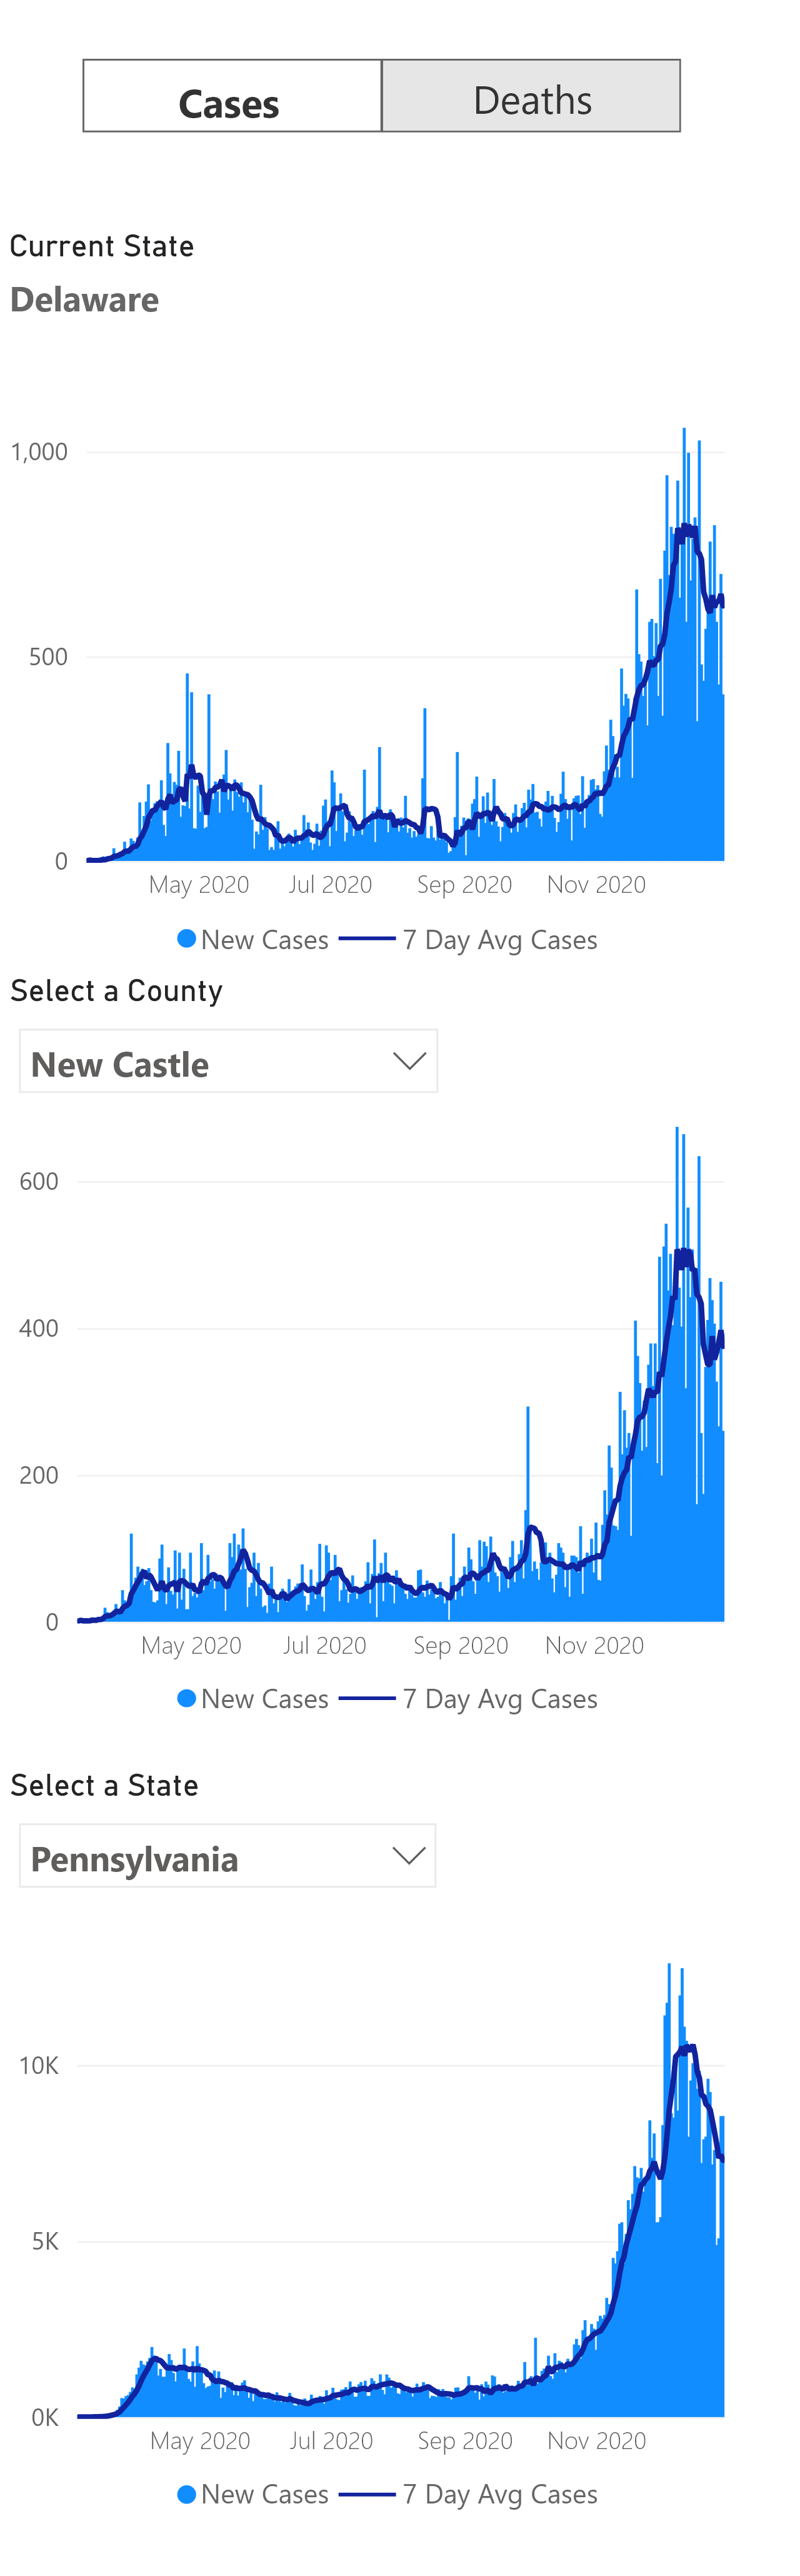 Cases Deaths
Current State
Delaware
1,000
500
0
May 2020 Jul 2020 Sep 2020 Nov 2020
New Cases 7 Day Avg Cases
Select a County
New Castle
600
400
200
0
May 2020 Jul 2020 Sep 2020 Nov 2020
New Cases 7 Day Avg Cases
Select a State
Pennsylvania
10K
5K
0K
May 2020 Jul 2020 Sep 2020 Nov 2020
New Cases 7 Day Avg Cases